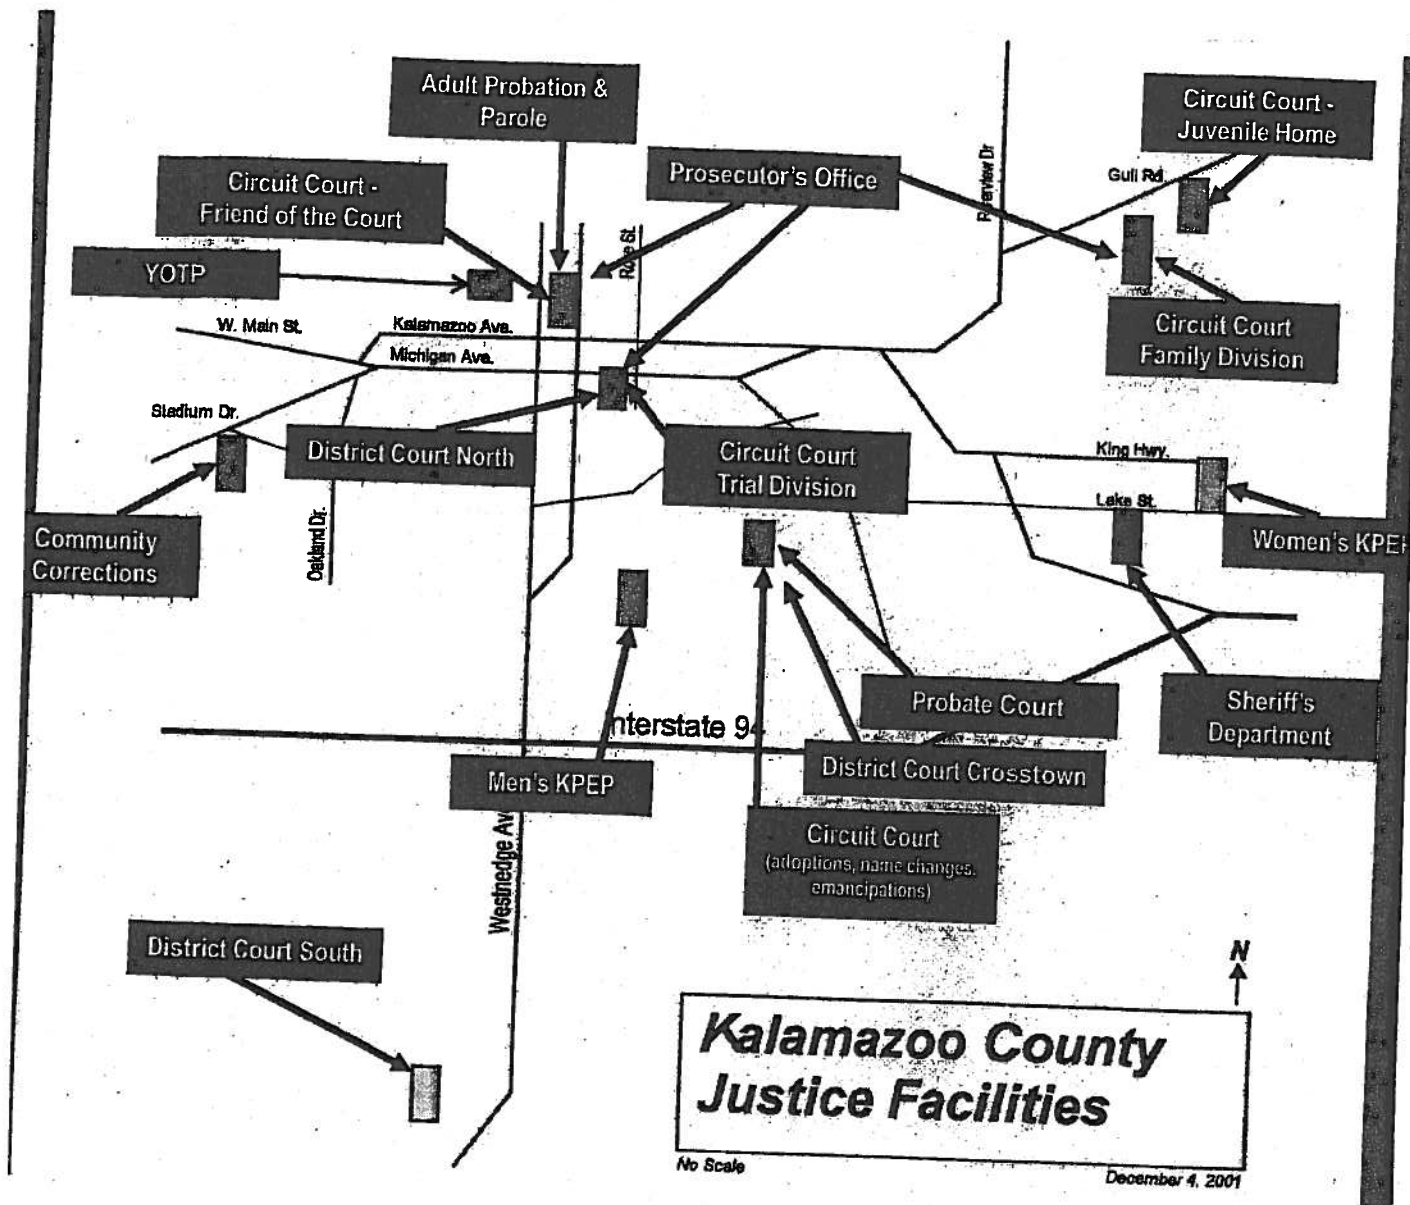 Adult Probation &
Parole
Circuit Court -
Juvenile Home
Circuit Court -
Friend of the Court
Prosecutor's Office
Riverview Dr
Gull Rd.
Rose St.
YOTP
W. Main St.
Kalamazoo Ave.
Michigan Ave.
Circuit Court
Family Division
Stadium Dr.
District Court North
Circuit Court
Trial Division
King Hwy.
Lake St.
Community
Corrections
Oakland Dr.
Women's KPEP
Probate Court
Sheriff's
Department
Interstate 94
Men's KPEP
District Court Crosstown
Westnedge Av
Circuit Court
(adoptions, name changes,
emancipations)
District Court South
N
Kalamazoo County
Justice Facilities
No Scale
December 4, 2001